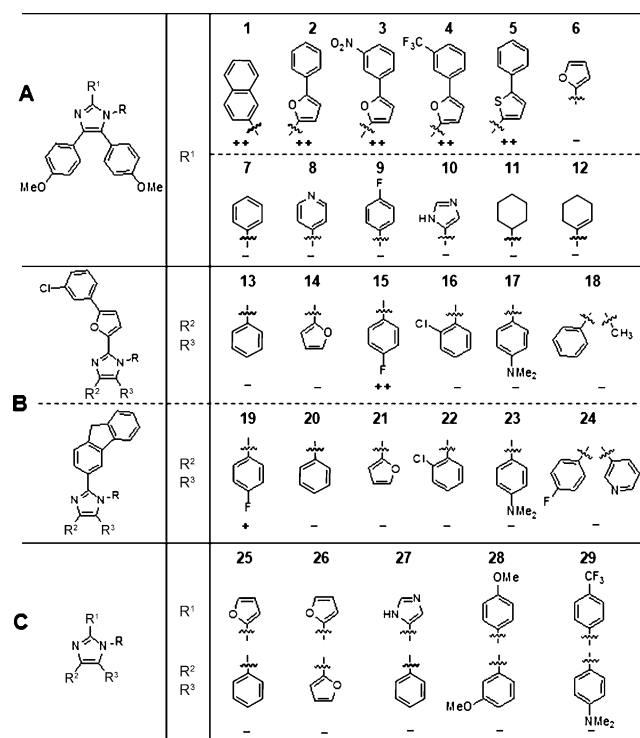 1 2 3 4 5 6
A
R¹
N N-R
MeO OMe
R¹
O₂N F₃C
O O O S O
++ ++ ++ ++ ++ –
7 8 9 10 11 12
N F N HN
– – – – – –
B
Cl
O
N N-R
R² R³
R²
R³
13 14 15 16 17 18
O F Cl NMe₂ CH₃
– – ++ – – –
N N-R
R² R³
R²
R³
19 20 21 22 23 24
F O Cl NMe₂ F N
+ – – – – –
C
R¹
N N-R
R² R³
25 26 27 28 29
R¹
O O N HN OMe CF₃
R²
R³
O MeO NMe₂
– – – – –